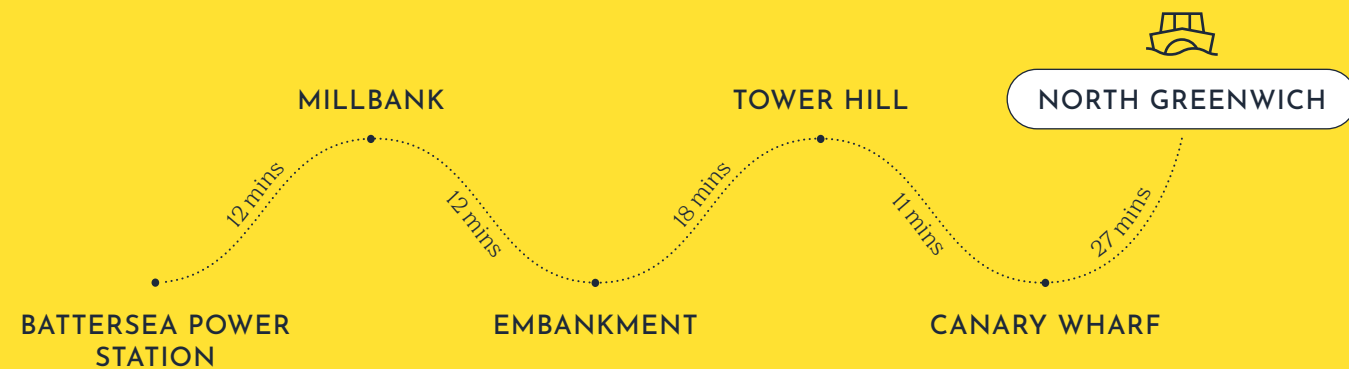 MILLBANK
TOWER HILL
NORTH GREENWICH
12 mins
12 mins
18 mins
11 mins
27 mins
BATTERSEA POWER
STATION
EMBANKMENT
CANARY WHARF